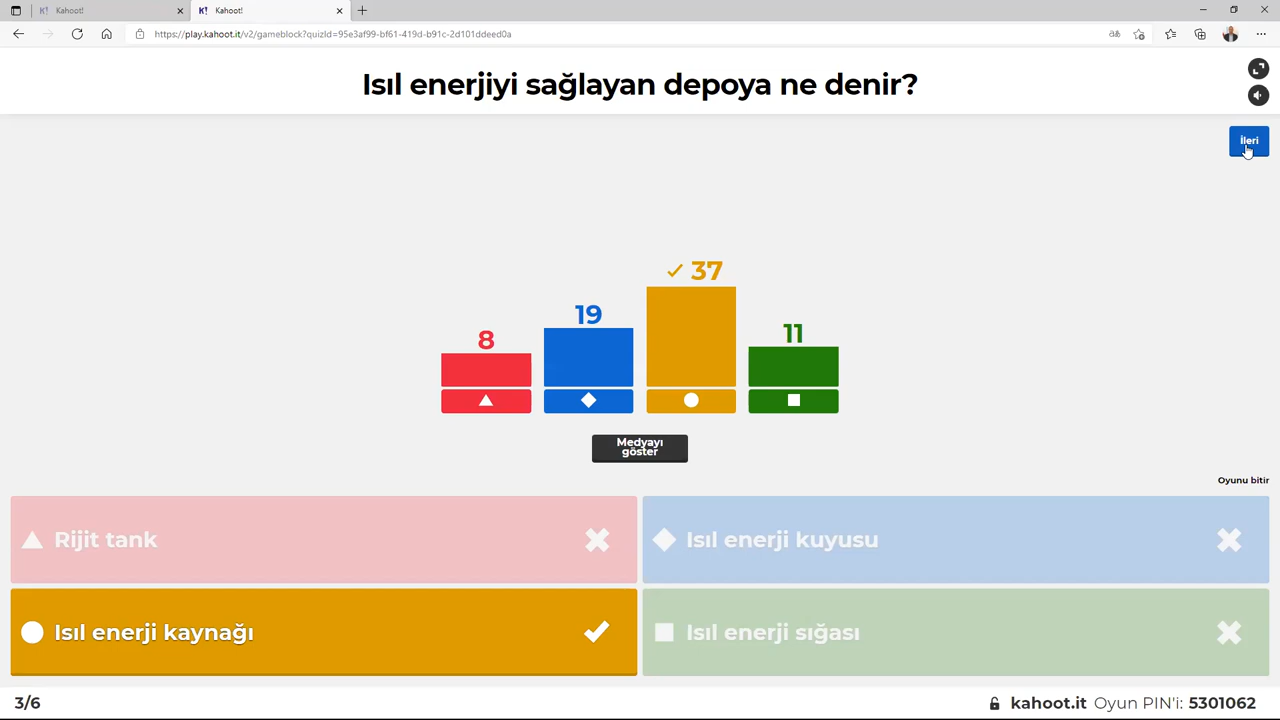 K! Kahoot!
K! Kahoot!
https://play.kahoot.it/v2/gameblock?quizId=95e3af99-bf61-419d-b91c-2d101ddeed0a
Isıl enerjiyi sağlayan depoya ne denir?
İleri
8
19
37
11
Medyayı
göster
Oyunu bitir
Rijit tank
Isıl enerji kuyusu
Isıl enerji kaynağı
Isıl enerji sığası
3/6
kahoot.it Oyun PIN'i: 5301062